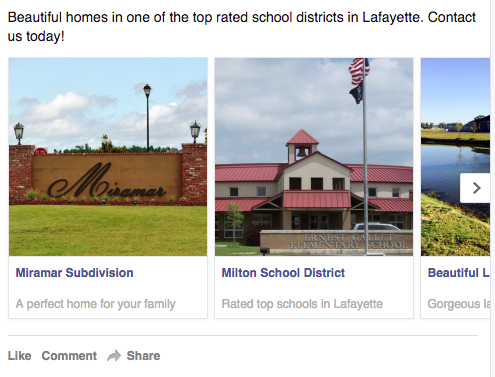 Beautiful homes in one of the top rated school districts in Lafayette. Contact
us today!
Miramar
ERNEST GALLET
ELEMENTARY SCHOOL
Miramar Subdivision
Milton School District
Beautiful L
A perfect home for your family
Rated top schools in Lafayette
Gorgeous la
Like Comment Share